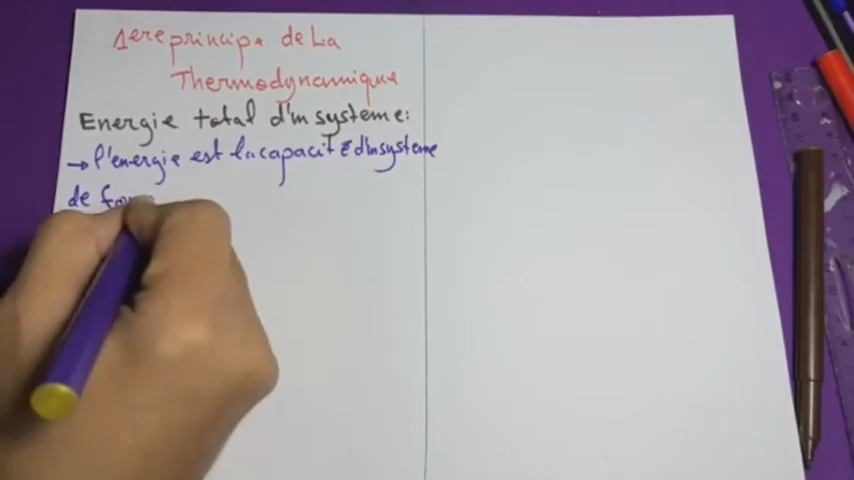 1ere principe de La
Thermodynamique
Energie total d'un systeme:
→ l'energie est la capacité d'un systeme
de